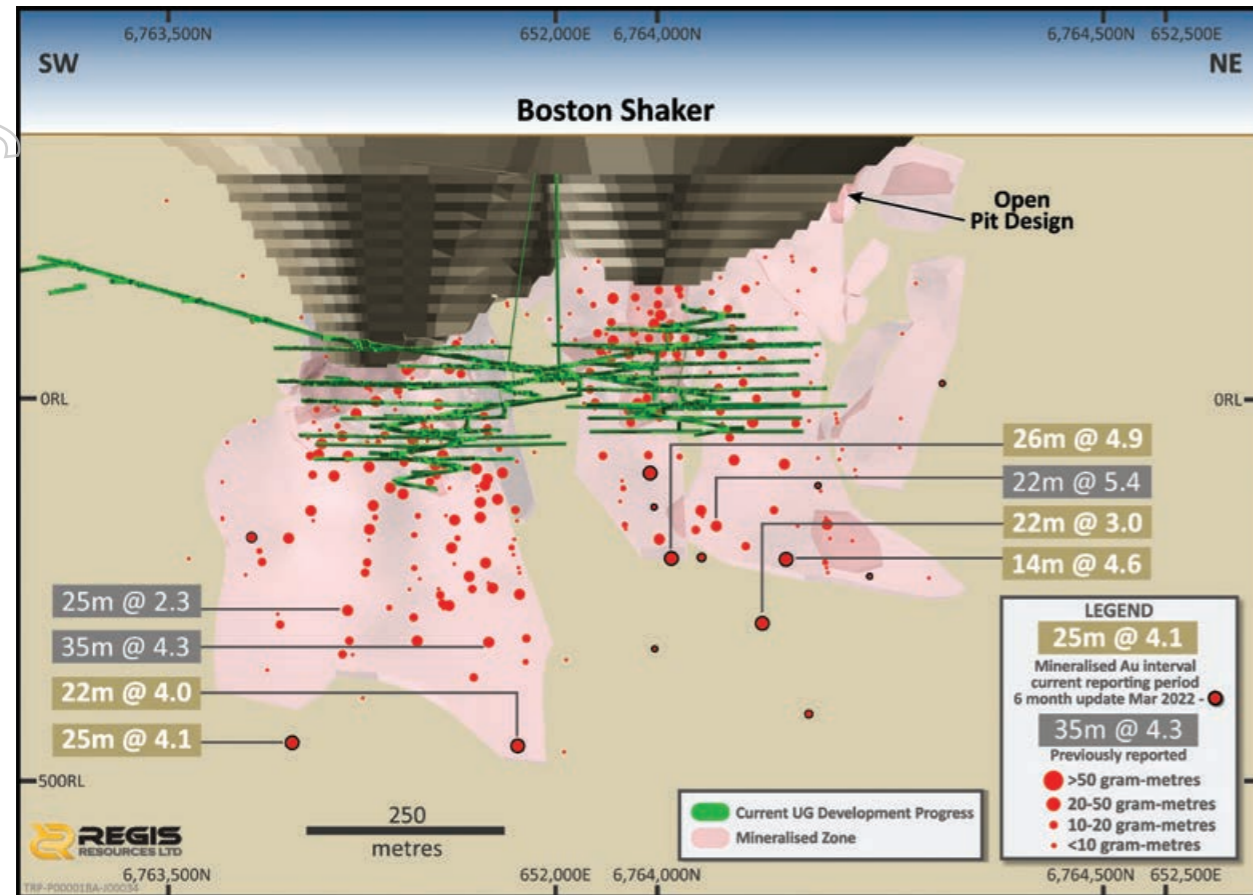 6,763,500N 652,000E 6,764,000N 6,764,500N 652,500E
SW
NE
Boston Shaker
Open
Pit Design
0RL
0RL
26m @ 4.9
22m @ 5.4
22m @ 3.0
14m @ 4.6
25m @ 2.3
35m @ 4.3
22m @ 4.0
25m @ 4.1
500RL
LEGEND
25m @ 4.1
Mineralised Au interval
current reporting period
6 month update Mar 2022 -
35m @ 4.3
Previously reported
>50 gram-metres
20-50 gram-metres
10-20 gram-metres
<10 gram-metres
Current UG Development Progress
Mineralised Zone
250
metres
REGIS
RESOURCES LTD
TRP-P00001BA-J00034
6,763,500N 652,000E 6,764,000N 6,764,500N 652,500E